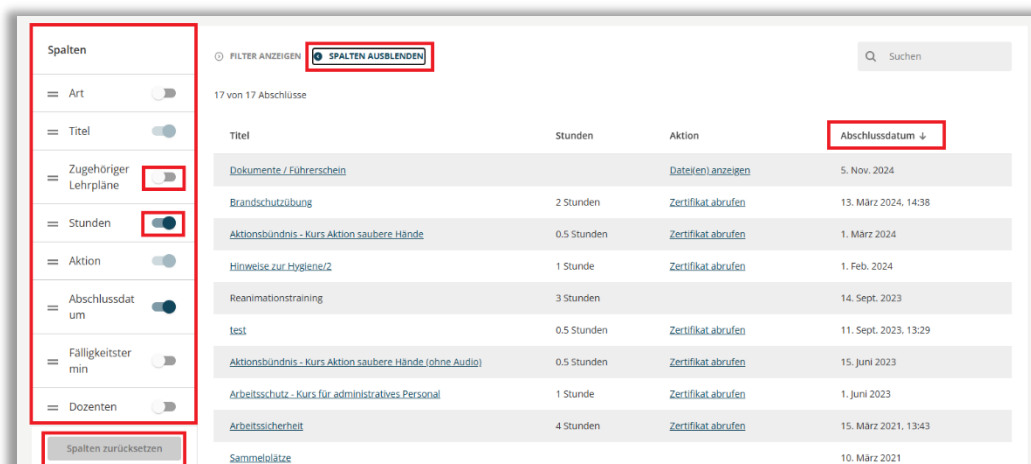 Spalten
Art
Titel
Zugehöriger
Lehrpläne
Stunden
Aktion
Abschlussdat
um
Fälligkeitster
min
Dozenten
Spalten zurücksetzen
FILTER ANZEIGEN SPALTEN AUSBLENDEN
Suchen
17 von 17 Abschlüsse
Titel Stunden Aktion Abschlussdatum ↓
Dokumente / Führerschein Datei(en) anzeigen 5. Nov. 2024
Brandschutzübung 2 Stunden Zertifikat abrufen 13. März 2024, 14:38
Aktionsbündnis - Kurs Aktion saubere Hände 0.5 Stunden Zertifikat abrufen 1. März 2024
Hinweise zur Hygiene/2 1 Stunde Zertifikat abrufen 1. Feb. 2024
Reanimationstraining 3 Stunden 14. Sept. 2023
test 0.5 Stunden Zertifikat abrufen 11. Sept. 2023, 13:29
Aktionsbündnis - Kurs Aktion saubere Hände (ohne Audio) 0.5 Stunden Zertifikat abrufen 15. Juni 2023
Arbeitsschutz - Kurs für administratives Personal 1 Stunde Zertifikat abrufen 1. Juni 2023
Arbeitssicherheit 4 Stunden Zertifikat abrufen 15. März 2021, 13:43
Sammelplätze 10. März 2021